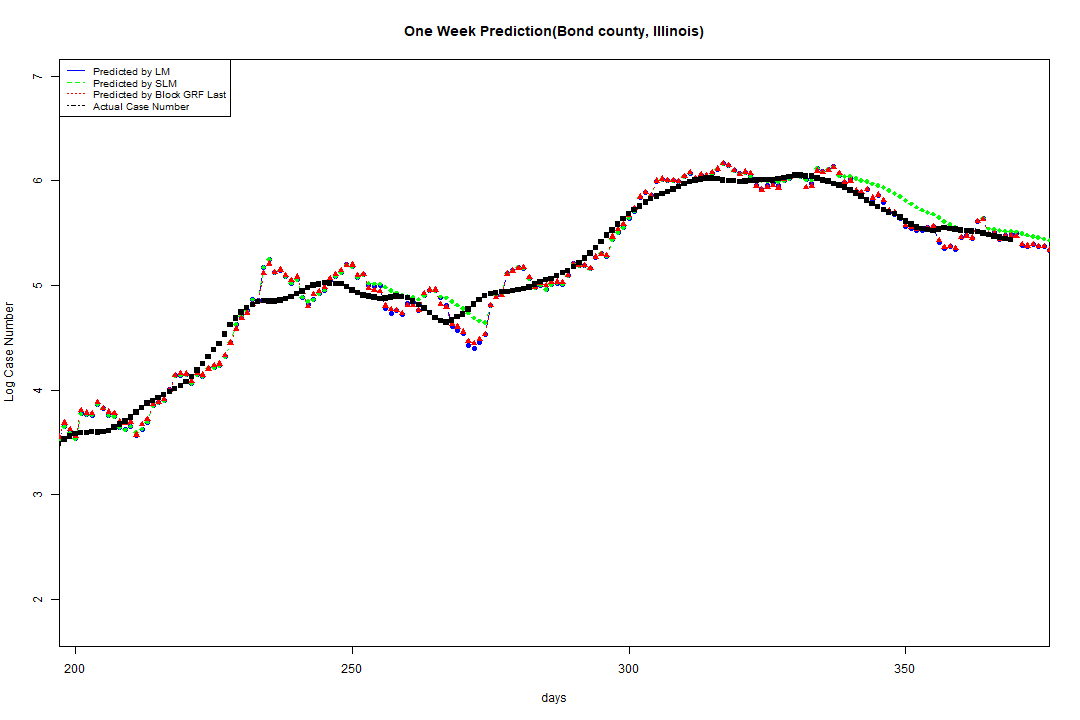 One Week Prediction(Bond county, Illinois)
Predicted by LM
Predicted by SLM
Predicted by Block GRF Last
Actual Case Number
7
6
5
4
3
2
Log Case Number
200 250 300 350
days